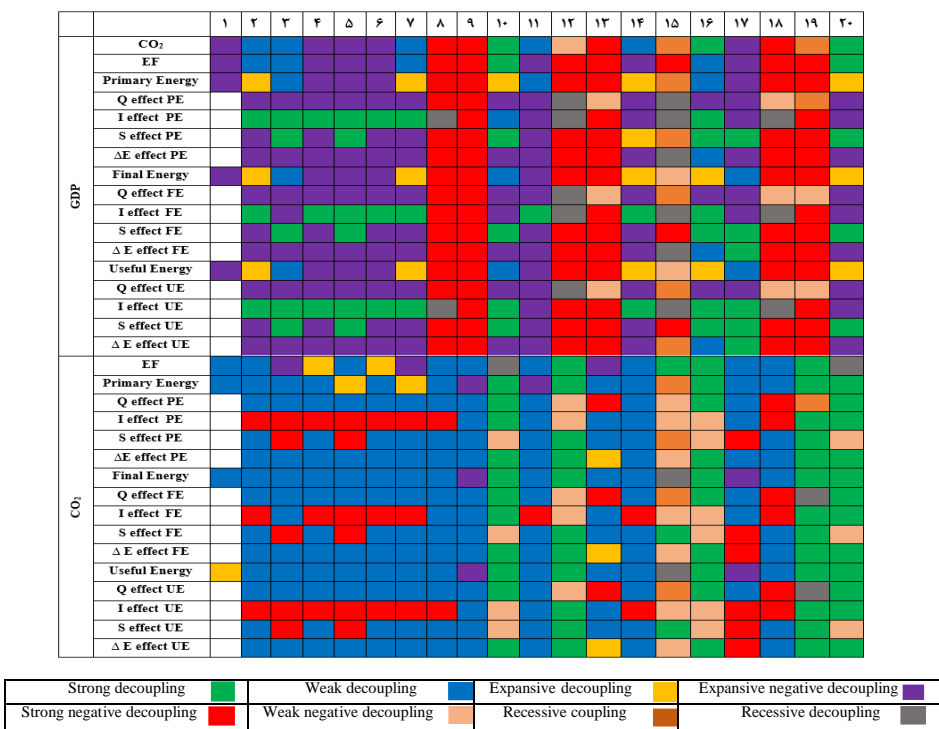 ۱ ۲ ۳ ۴ ۵ ۶ ۷ ۸ ۹ ۱۰ ۱۱ ۱۲ ۱۳ ۱۴ ۱۵ ۱۶ ۱۷ ۱۸ ۱۹ ۲۰
GDP
CO₂
EF
Primary Energy
Q effect PE
I effect PE
S effect PE
ΔE effect PE
Final Energy
Q effect FE
I effect FE
S effect FE
Δ E effect FE
Useful Energy
Q effect UE
I effect UE
S effect UE
Δ E effect UE
CO₂
EF
Primary Energy
Q effect PE
I effect PE
S effect PE
ΔE effect PE
Final Energy
Q effect FE
I effect FE
S effect FE
Δ E effect FE
Useful Energy
Q effect UE
I effect UE
S effect UE
Δ E effect UE
Strong decoupling Weak decoupling Expansive decoupling Expansive negative decoupling
Strong negative decoupling Weak negative decoupling Recessive coupling Recessive decoupling